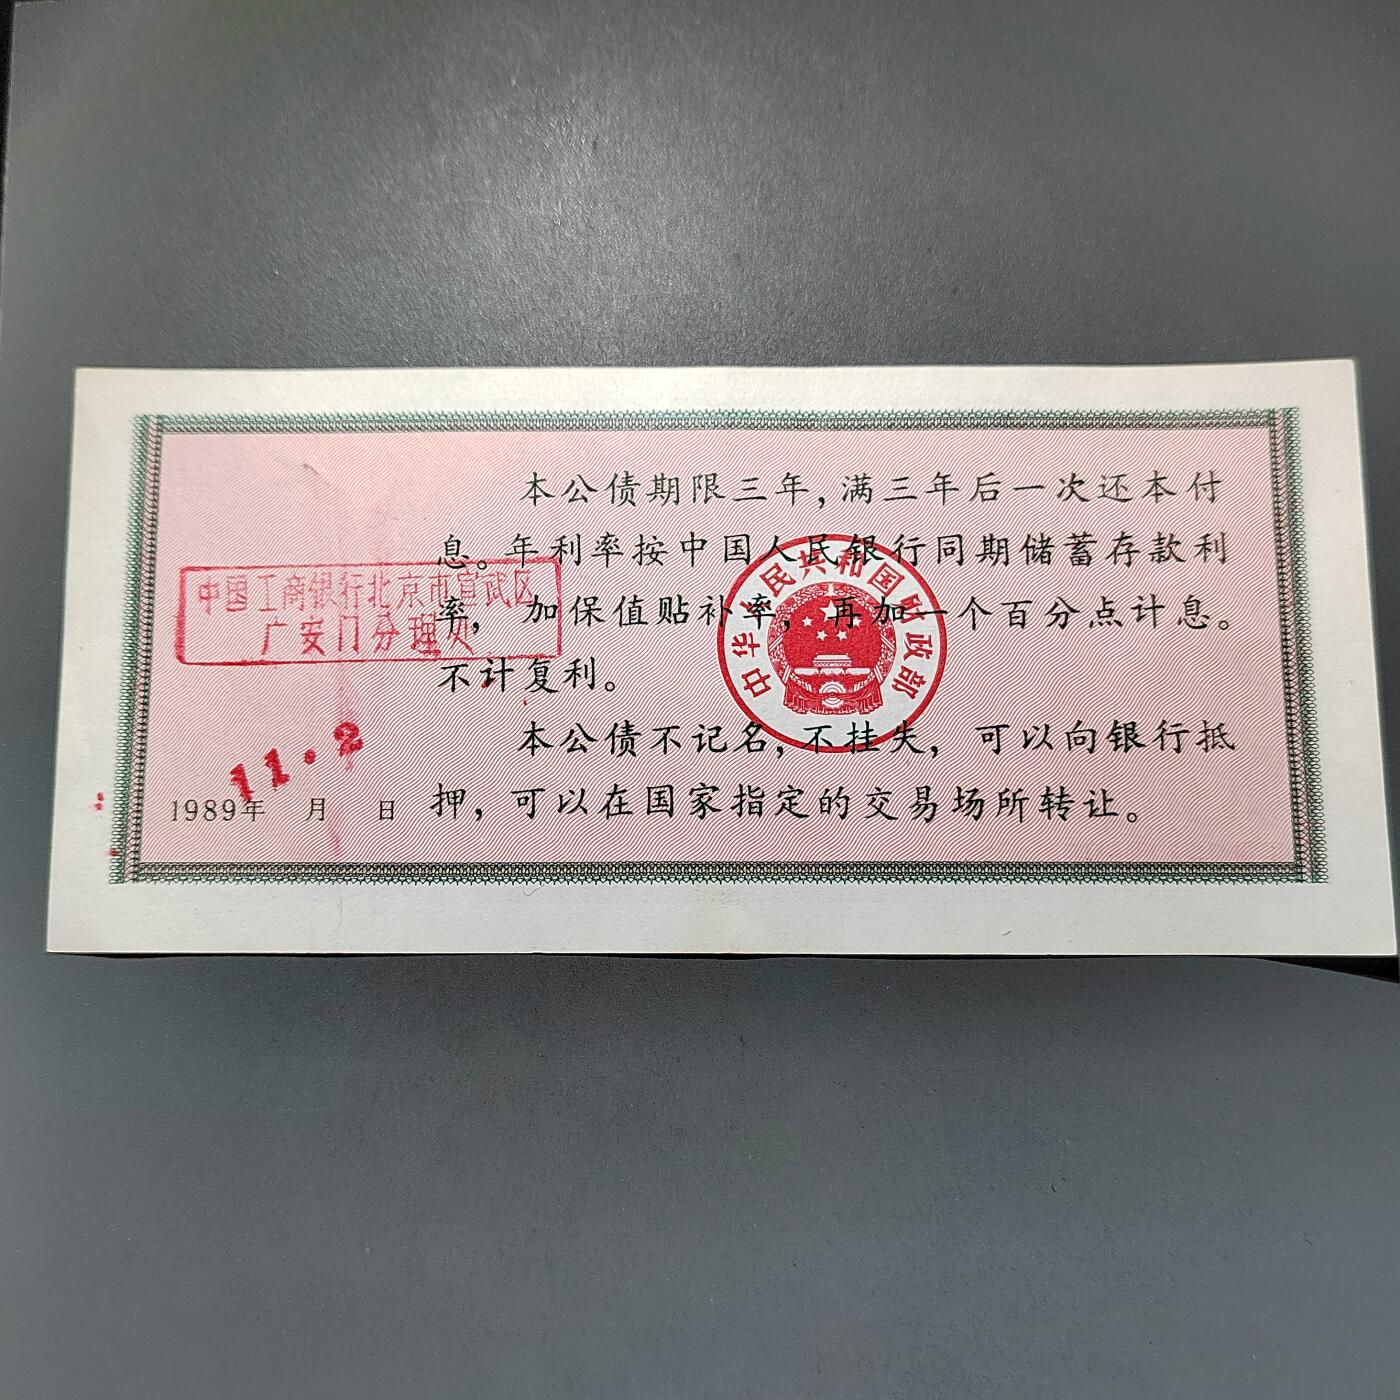 本公债期限三年,满三年后一次还本付
息。年利率按中国人民银行同期储蓄存款利
率,加保值贴补率,再加一个百分点计息。
不计复利。
本公债不记名,不挂失,可以向银行抵
押,可以在国家指定的交易场所转让。
中华人民共和国财政部
中国工商银行北京市宣武区
广安门分理处
11.2
1989年 月 日